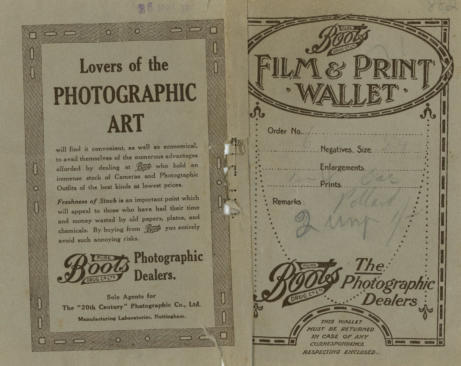 Lovers of the
PHOTOGRAPHIC
ART
will find it convenient, as well as economical,
to avail themselves of the numerous advantages
afforded by dealing at Boots who hold an
immense stock of Cameras and Photographic
Outfits of the best kinds at lowest prices.
Freshness of Stock is an important point which
will appeal to those who have had their time
and money wasted by old papers, plates, and
chemicals. By buying from Boots you entirely
avoid such annoying risks.
Boots
Photographic
Dealers.
Sole Agents for
The "20th Century" Photographic Co., Ltd.
Manufacturing Laboratories, Nottingham.
Boots
FILM & PRINT
WALLET
Order No.
Negatives, Size
Enlargements
Prints
Remarks
2 unp
Boots
DRUG CO LTD
The
Photographic
Dealers
THIS WALLET
MUST BE RETURNED
IN CASE OF ANY
CORRESPONDENCE
RESPECTING ENCLOSED